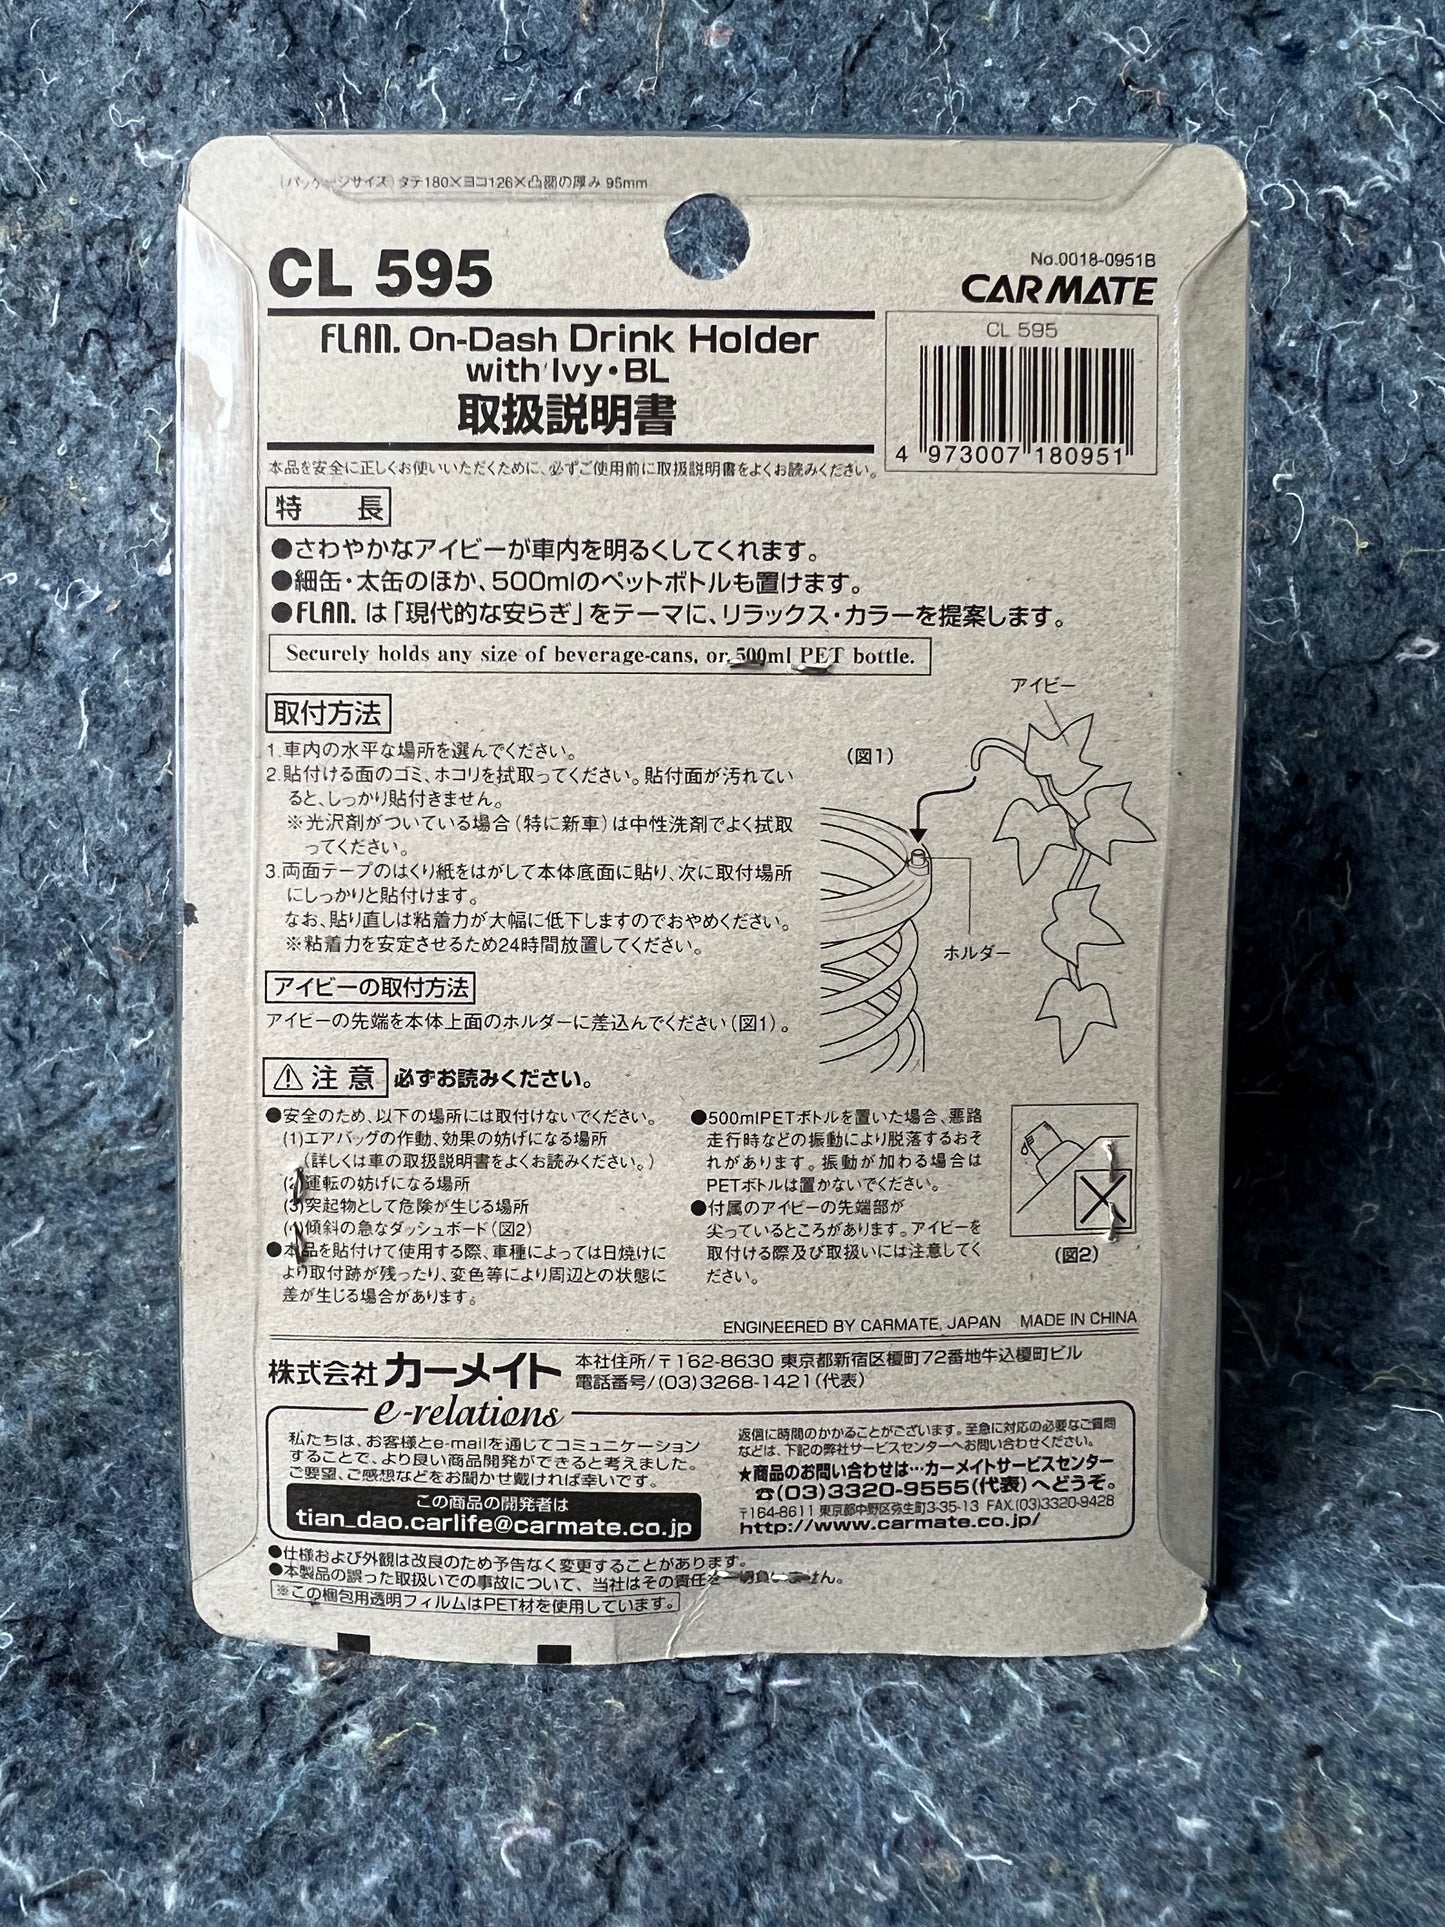 (パッケージサイズ) タテ180×ヨコ126×凸面の厚み 95mm
CL 595
No.0018-0951B
CARMATE
FLAN. On-Dash Drink Holder
with Ivy・BL
取扱説明書
CL 595
4 973007 180951
本品を安全に正しくお使いいただくために、必ずご使用前に取扱説明書をよくお読みください。
特 長
●さわやかなアイビーが車内を明るくしてくれます。
●細缶・太缶のほか、500mlのペットボトルも置けます。
●FLAN. は「現代的な安らぎ」をテーマに、リラックス・カラーを提案します。
Securely holds any size of beverage-cans, or 500ml PET bottle.
取付方法
1.車内の水平な場所を選んでください。
2.貼付ける面のゴミ、ホコリを拭取ってください。貼付面が汚れてい
ると、しっかり貼付きません。
※光沢剤がついている場合(特に新車)は中性洗剤でよく拭取
ってください。
3.両面テープのはくり紙をはがして本体底面に貼り、次に取付場所
にしっかりと貼付けます。
なお、貼り直しは粘着力が大幅に低下しますのでおやめください。
※粘着力を安定させるため24時間放置してください。
(図1)
アイビー
ホルダー
アイビーの取付方法
アイビーの先端を本体上面のホルダーに差込んでください(図1)。
⚠ 注 意 必ずお読みください。
●安全のため、以下の場所には取付けないでください。
(1)エアバッグの作動、効果の妨げになる場所
(詳しくは車の取扱説明書をよくお読みください。)
(2)運転の妨げになる場所
(3)突起物として危険が生じる場所
(4)傾斜の急なダッシュボード(図2)
●本品を貼付けて使用する際、車種によっては日焼けに
より取付跡が残ったり、変色等により周辺との状態に
差が生じる場合があります。
●500mlPETボトルを置いた場合、悪路
走行時などの振動により脱落するおそ
れがあります。振動が加わる場合は
PETボトルは置かないでください。
●付属のアイビーの先端部が
尖っているところがあります。アイビーを
取付ける際及び取扱いには注意してく
ださい。
(図2)
ENGINEERED BY CARMATE, JAPAN MADE IN CHINA
株式会社 カーメイト
本社住所/〒162-8630 東京都新宿区榎町72番地牛込榎町ビル
電話番号/(03)3268-1421(代表)
e-relations
私たちは、お客様とe-mailを通じてコミュニケーション
することで、より良い商品開発ができると考えました。
ご要望、ご感想などをお聞かせ戴ければ幸いです。
この商品の開発者は
tian_dao.carlife@carmate.co.jp
返信に時間のかかることがございます。至急に対応の必要なご質問
などは、下記の弊社サービスセンターへお問い合わせください。
★商品のお問い合わせは…カーメイトサービスセンター
☎(03)3320-9555(代表)へどうぞ。
〒164-8611 東京都中野区弥生町3-35-13 FAX.(03)3320-9428
http://www.carmate.co.jp/
●仕様および外観は改良のため予告なく変更することがあります。
●本製品の誤った取扱いでの事故について、当社はその責任を一切負いません。
※この梱包用透明フィルムはPET材を使用しています。